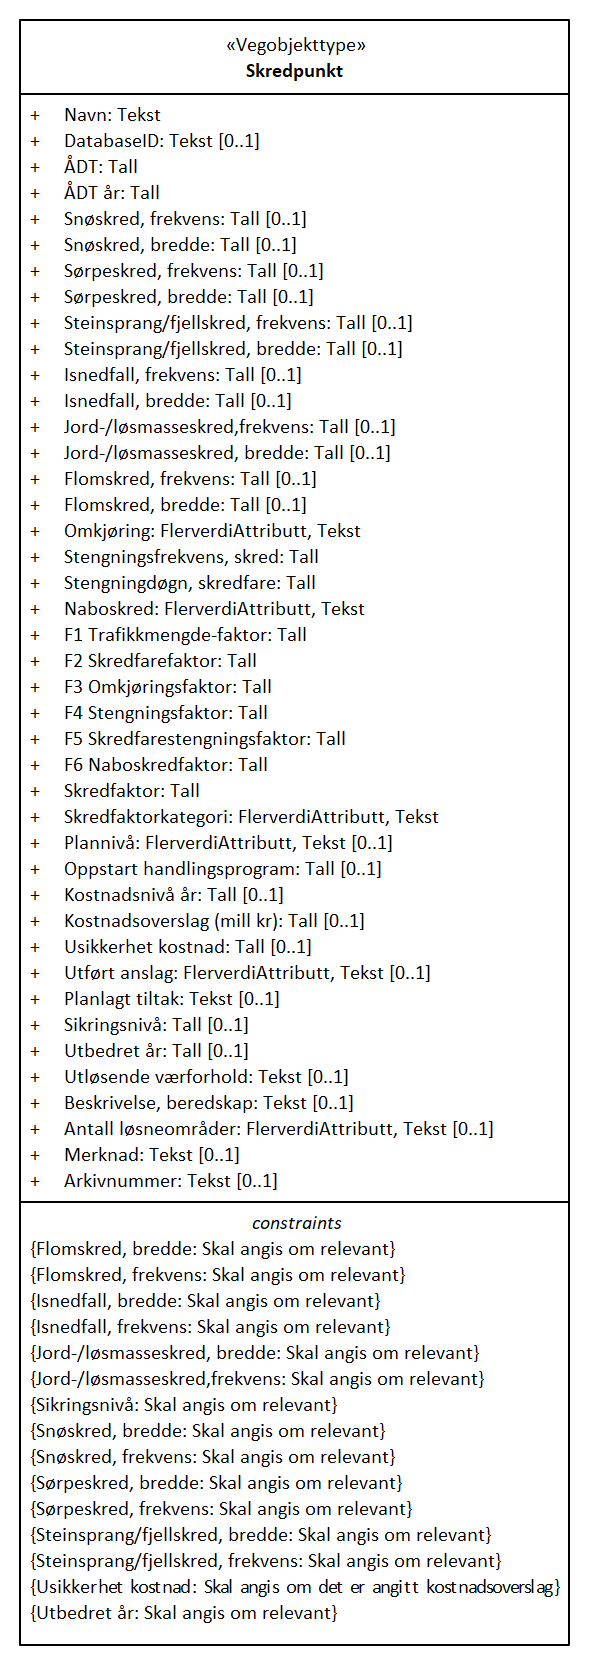 «Vegobjekttype»
Skredpunkt
+ Navn: Tekst
+ DatabaseID: Tekst [0..1]
+ ÅDT: Tall
+ ÅDT år: Tall
+ Snøskred, frekvens: Tall [0..1]
+ Snøskred, bredde: Tall [0..1]
+ Sørpeskred, frekvens: Tall [0..1]
+ Sørpeskred, bredde: Tall [0..1]
+ Steinsprang/fjellskred, frekvens: Tall [0..1]
+ Steinsprang/fjellskred, bredde: Tall [0..1]
+ Isnedfall, frekvens: Tall [0..1]
+ Isnedfall, bredde: Tall [0..1]
+ Jord-/løsmasseskred,frekvens: Tall [0..1]
+ Jord-/løsmasseskred, bredde: Tall [0..1]
+ Flomskred, frekvens: Tall [0..1]
+ Flomskred, bredde: Tall [0..1]
+ Omkjøring: FlerverdiAttributt, Tekst
+ Stengningsfrekvens, skred: Tall
+ Stengningdøgn, skredfare: Tall
+ Naboskred: FlerverdiAttributt, Tekst
+ F1 Trafikkmengde-faktor: Tall
+ F2 Skredfarefaktor: Tall
+ F3 Omkjøringsfaktor: Tall
+ F4 Stengningsfaktor: Tall
+ F5 Skredfarestengningsfaktor: Tall
+ F6 Naboskredfaktor: Tall
+ Skredfaktor: Tall
+ Skredfaktorkategori: FlerverdiAttributt, Tekst
+ Plannivå: FlerverdiAttributt, Tekst [0..1]
+ Oppstart handlingsprogram: Tall [0..1]
+ Kostnadsnivå år: Tall [0..1]
+ Kostnadsoverslag (mill kr): Tall [0..1]
+ Usikkerhet kostnad: Tall [0..1]
+ Utført anslag: FlerverdiAttributt, Tekst [0..1]
+ Planlagt tiltak: Tekst [0..1]
+ Sikringsnivå: Tall [0..1]
+ Utbedret år: Tall [0..1]
+ Utløsende værforhold: Tekst [0..1]
+ Beskrivelse, beredskap: Tekst [0..1]
+ Antall løsneområder: FlerverdiAttributt, Tekst [0..1]
+ Merknad: Tekst [0..1]
+ Arkivnummer: Tekst [0..1]
constraints
{Flomskred, bredde: Skal angis om relevant}
{Flomskred, frekvens: Skal angis om relevant}
{Isnedfall, bredde: Skal angis om relevant}
{Isnedfall, frekvens: Skal angis om relevant}
{Jord-/løsmasseskred, bredde: Skal angis om relevant}
{Jord-/løsmasseskred,frekvens: Skal angis om relevant}
{Sikringsnivå: Skal angis om relevant}
{Snøskred, bredde: Skal angis om relevant}
{Snøskred, frekvens: Skal angis om relevant}
{Sørpeskred, bredde: Skal angis om relevant}
{Sørpeskred, frekvens: Skal angis om relevant}
{Steinsprang/fjellskred, bredde: Skal angis om relevant}
{Steinsprang/fjellskred, frekvens: Skal angis om relevant}
{Usikkerhet kostnad: Skal angis om det er angitt kostnadsoverslag}
{Utbedret år: Skal angis om relevant}